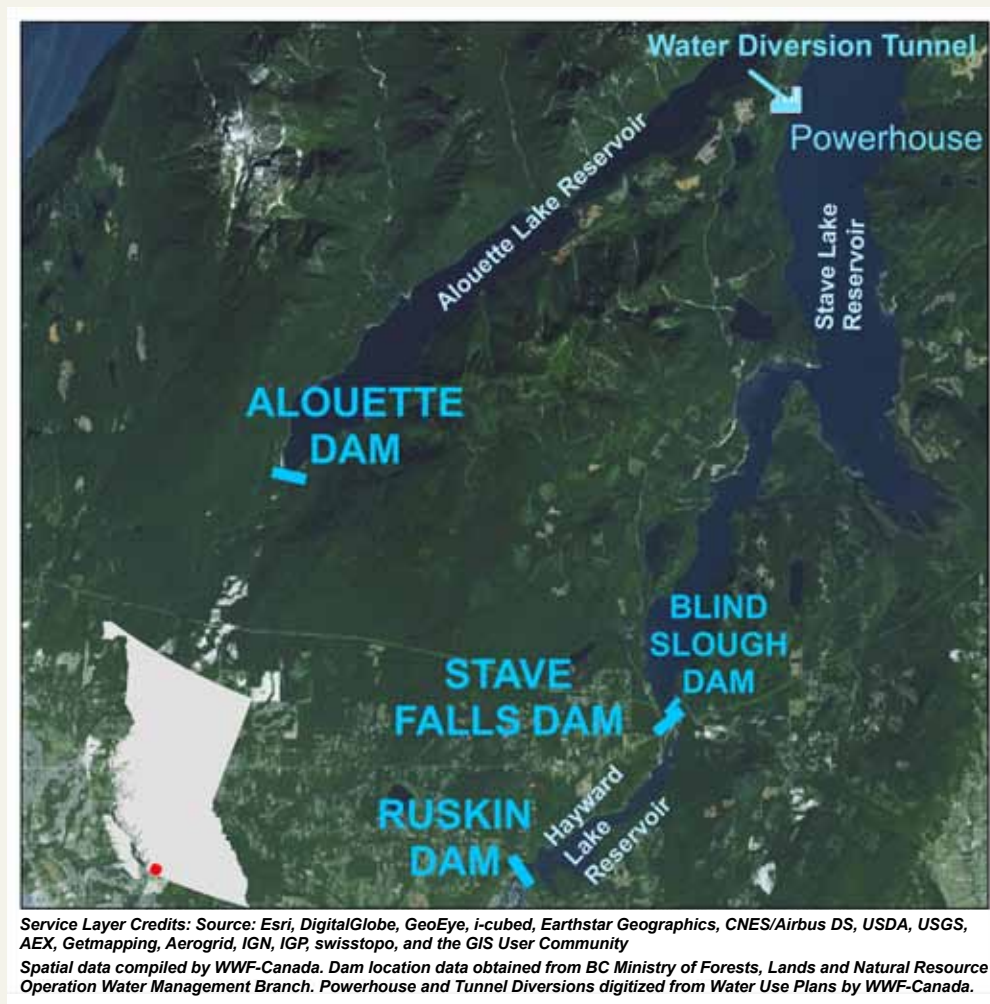 Water Diversion Tunnel
Powerhouse
Alouette Lake Reservoir
Stave Lake
Reservoir
ALOUETTE
DAM
BLIND
SLOUGH
DAM
STAVE
FALLS DAM
Hayward
Lake
Reservoir
RUSKIN
DAM
Service Layer Credits: Source: Esri, DigitalGlobe, GeoEye, i-cubed, Earthstar Geographics, CNES/Airbus DS, USDA, USGS,
AEX, Getmapping, Aerogrid, IGN, IGP, swisstopo, and the GIS User Community
Spatial data compiled by WWF-Canada. Dam location data obtained from BC Ministry of Forests, Lands and Natural Resource
Operation Water Management Branch. Powerhouse and Tunnel Diversions digitized from Water Use Plans by WWF-Canada.